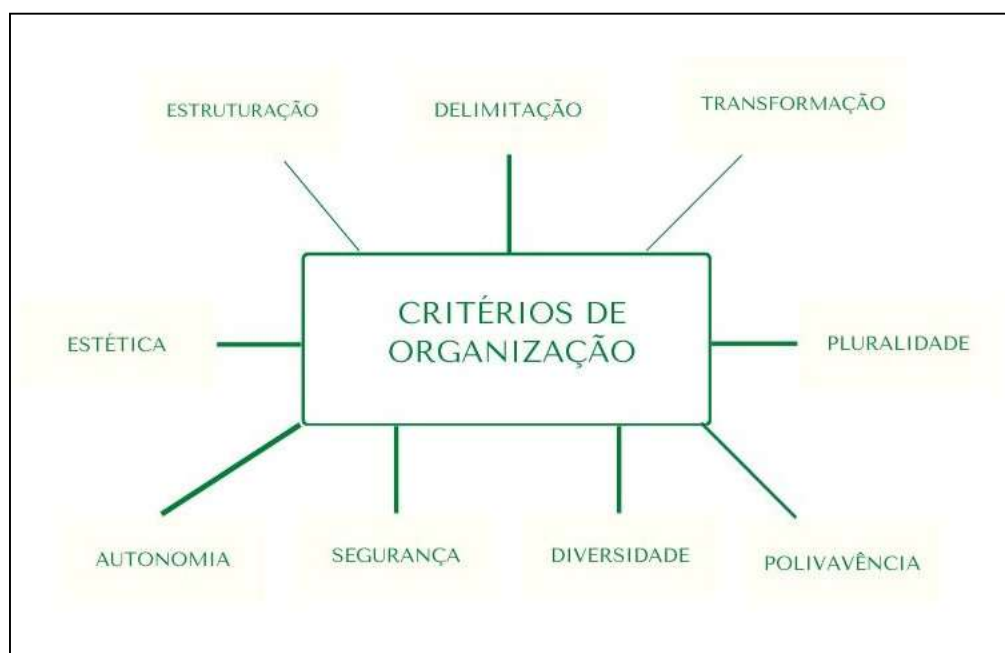 ESTRUTURAÇÃO
DELIMITAÇÃO
TRANSFORMAÇÃO
CRITÉRIOS DE
ORGANIZAÇÃO
ESTÉTICA
PLURALIDADE
AUTONOMIA
SEGURANÇA
DIVERSIDADE
POLIVAVÊNCIA